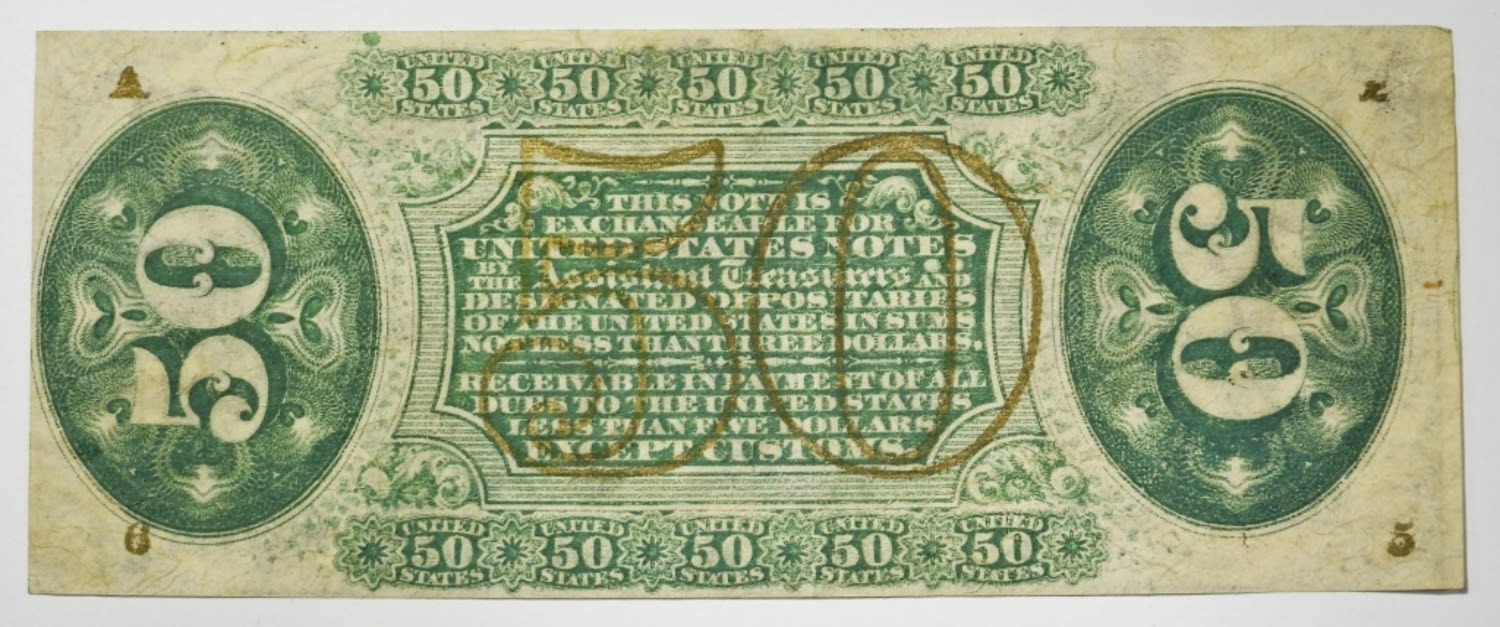 UNITED 50 STATES UNITED 50 STATES UNITED 50 STATES UNITED 50 STATES UNITED 50 STATES
A
50
50
50
THIS NOTE IS
EXCHANGEABLE FOR
UNITED STATES NOTES
BY THE Assistant Treasurers AND
DESIGNATED DEPOSITARIES
OF THE UNITED STATES IN SUMS
NOT LESS THAN THREE DOLLARS.
RECEIVABLE IN PAYMENT OF ALL
DUES TO THE UNITED STATES
LESS THAN FIVE DOLLARS
EXCEPT CUSTOMS.
6
5
UNITED 50 STATES UNITED 50 STATES UNITED 50 STATES UNITED 50 STATES UNITED 50 STATES